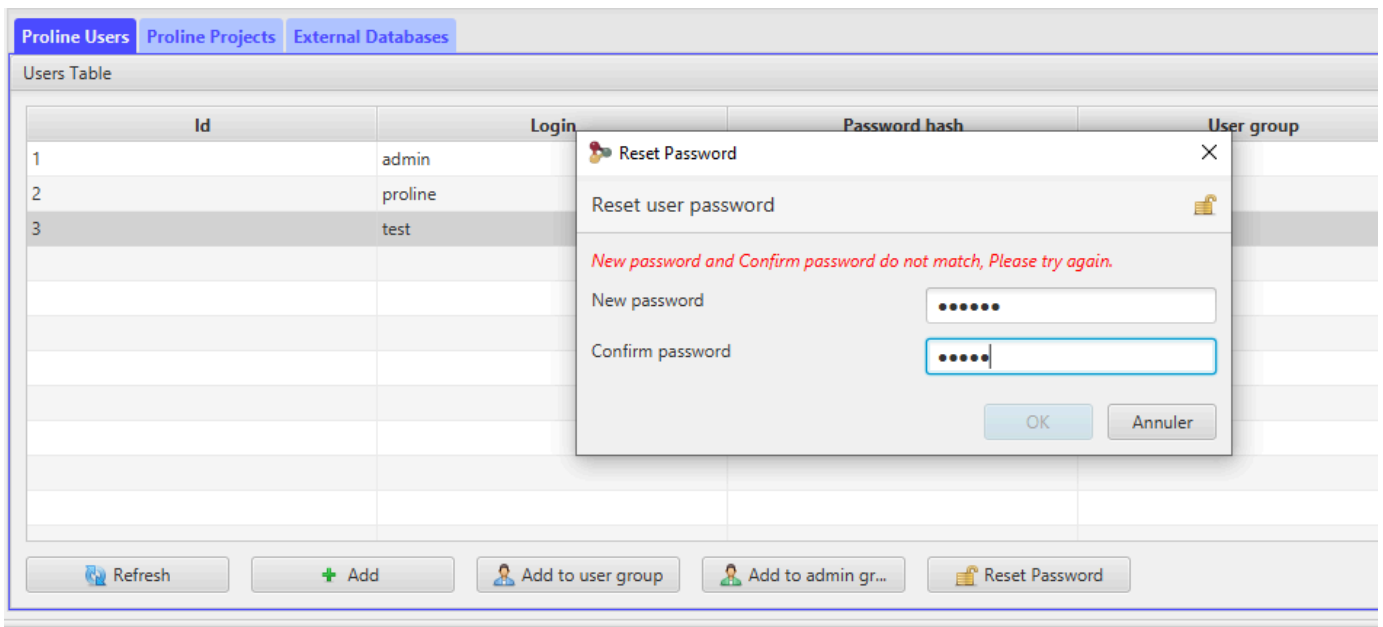 Proline Users Proline Projects External Databases
Users Table
Id Login Password hash User group
Reset Password
1 admin
2 proline
Reset user password
3 test
New password and Confirm password do not match, Please try again.
New password ●●●●●●
Confirm password ●●●●●
OK Annuler
Refresh Add Add to user group Add to admin gr... Reset Password